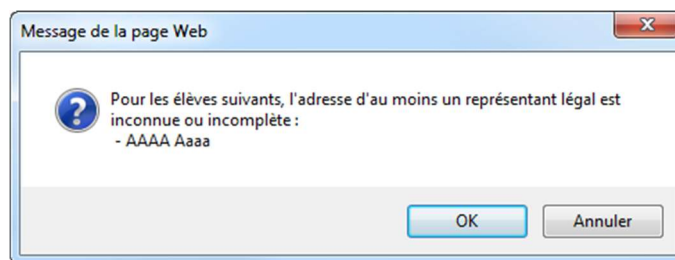 Message de la page Web
Pour les élèves suivants, l'adresse d'au moins un représentant légal est
inconnue ou incomplète :
- AAAA Aaaa
OK
Annuler